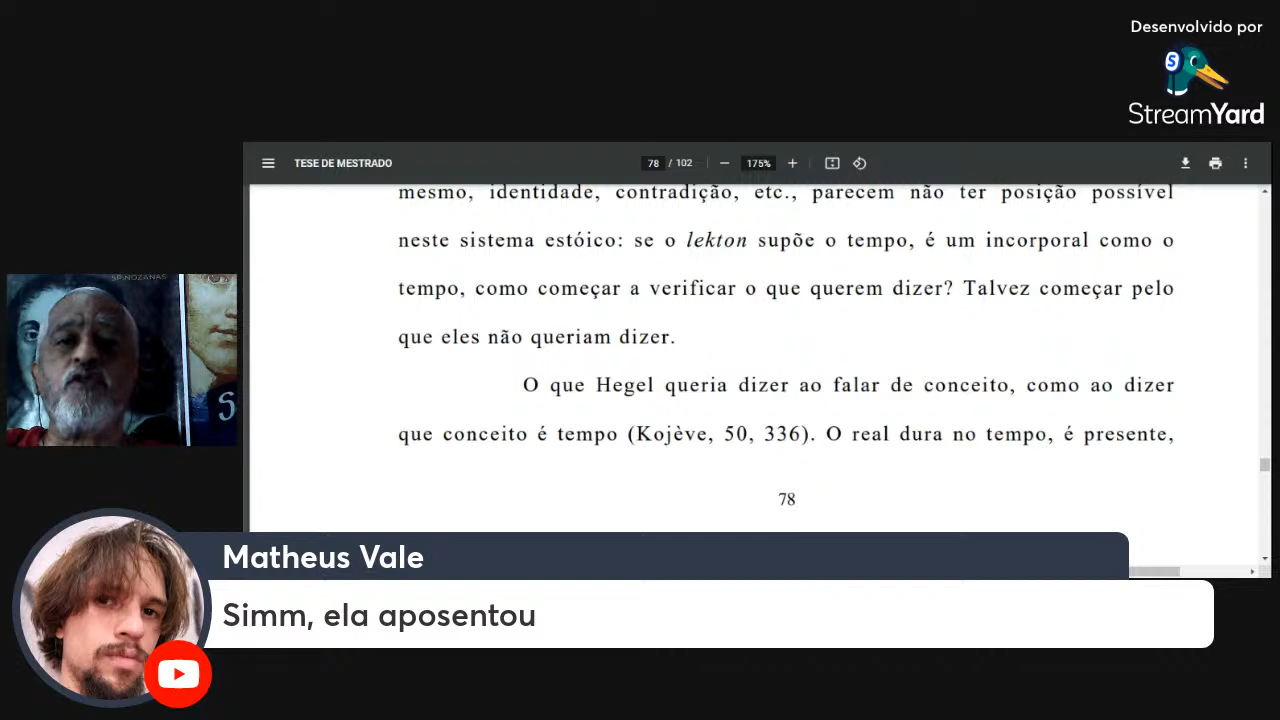 Desenvolvido por
StreamYard
TESE DE MESTRADO
78 / 102
175%
mesmo, identidade, contradição, etc., parecem não ter posição possível
neste sistema estóico: se o lekton supõe o tempo, é um incorporal como o
tempo, como começar a verificar o que querem dizer? Talvez começar pelo
que eles não queriam dizer.
O que Hegel queria dizer ao falar de conceito, como ao dizer
que conceito é tempo (Kojève, 50, 336). O real dura no tempo, é presente,
78
SPINOZANAS
S
Matheus Vale
Simm, ela aposentou